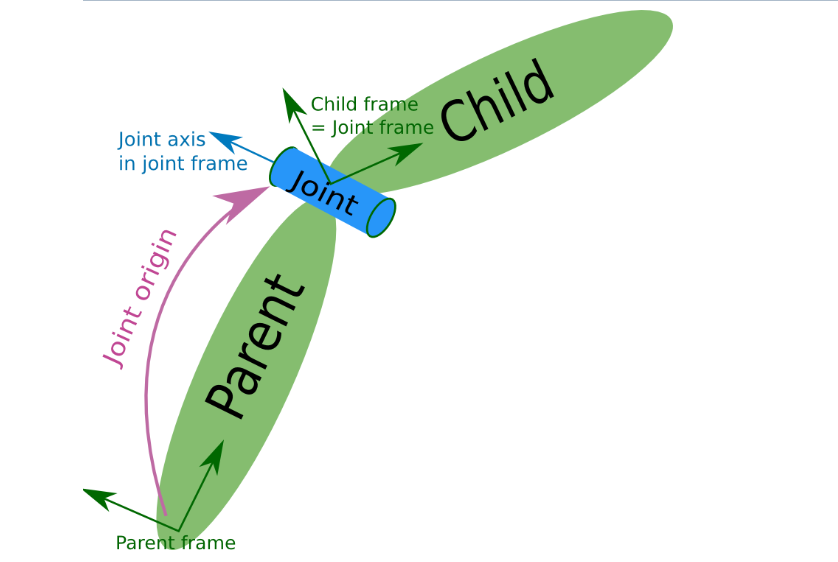 Child
Child frame
= Joint frame
Joint axis
in joint frame
Joint
Joint origin
Parent
Parent frame